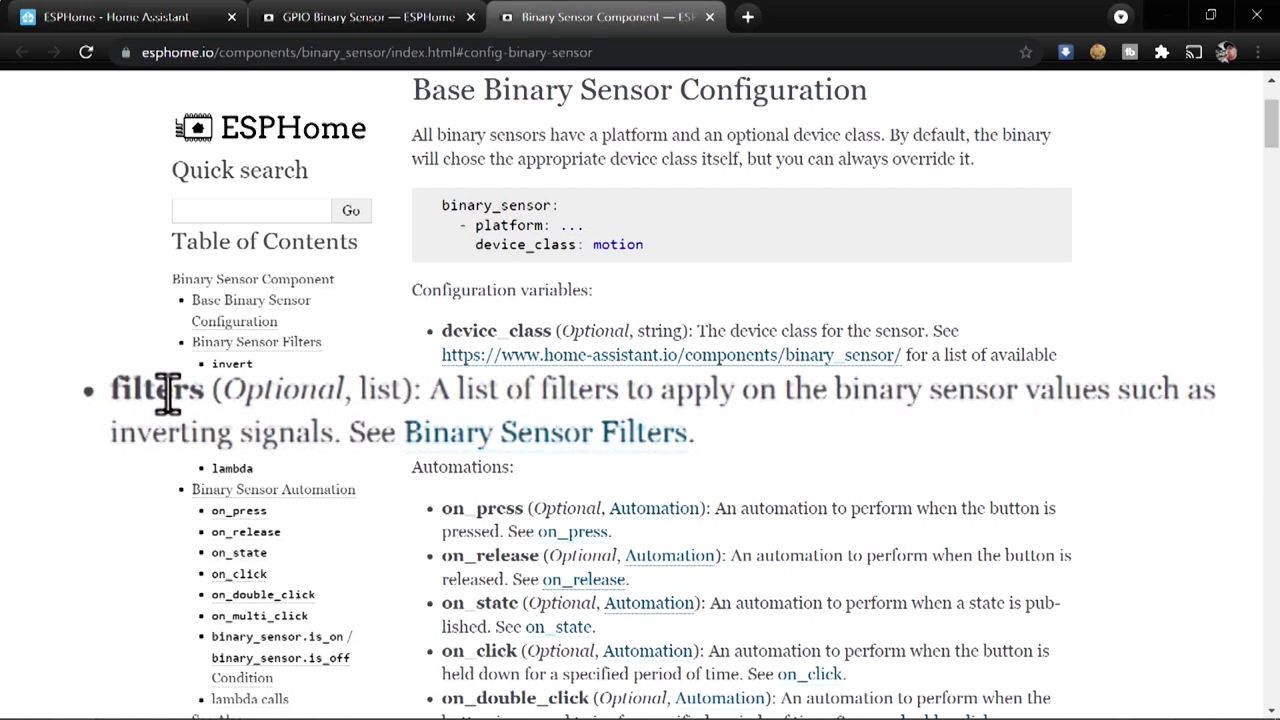 ESPHome - Home Assistant
GPIO Binary Sensor — ESPHome
Binary Sensor Component — ES
esphome.io/components/binary_sensor/index.html#config-binary-sensor
ESPHome
Quick search
Go
Table of Contents
Binary Sensor Component
Base Binary Sensor
Configuration
Binary Sensor Filters
invert
lambda
Binary Sensor Automation
on_press
on_release
on_state
on_click
on_double_click
on_multi_click
binary_sensor.is_on /
binary_sensor.is_off
Condition
lambda calls
Base Binary Sensor Configuration
All binary sensors have a platform and an optional device class. By default, the binary
will chose the appropriate device class itself, but you can always override it.
binary_sensor:
- platform: ...
device_class: motion
Configuration variables:
device_class (Optional, string): The device class for the sensor. See
https://www.home-assistant.io/components/binary_sensor/ for a list of available
filters (Optional, list): A list of filters to apply on the binary sensor values such as
inverting signals. See Binary Sensor Filters.
Automations:
on_press (Optional, Automation): An automation to perform when the button is
pressed. See on_press.
on_release (Optional, Automation): An automation to perform when the button is
released. See on_release.
on_state (Optional, Automation): An automation to perform when a state is pub-
lished. See on_state.
on_click (Optional, Automation): An automation to perform when the button is
held down for a specified period of time. See on_click.
on_double_click (Optional, Automation): An automation to perform when the